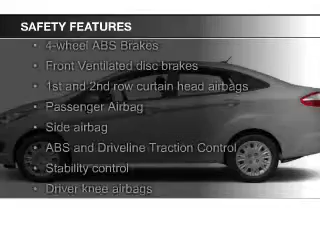 SAFETY FEATURES
• 4-wheel ABS Brakes
• Front Ventilated disc brakes
• 1st and 2nd row curtain head airbags
• Passenger Airbag
• Side airbag
• ABS and Driveline Traction Control
• Stability control
• Driver knee airbags